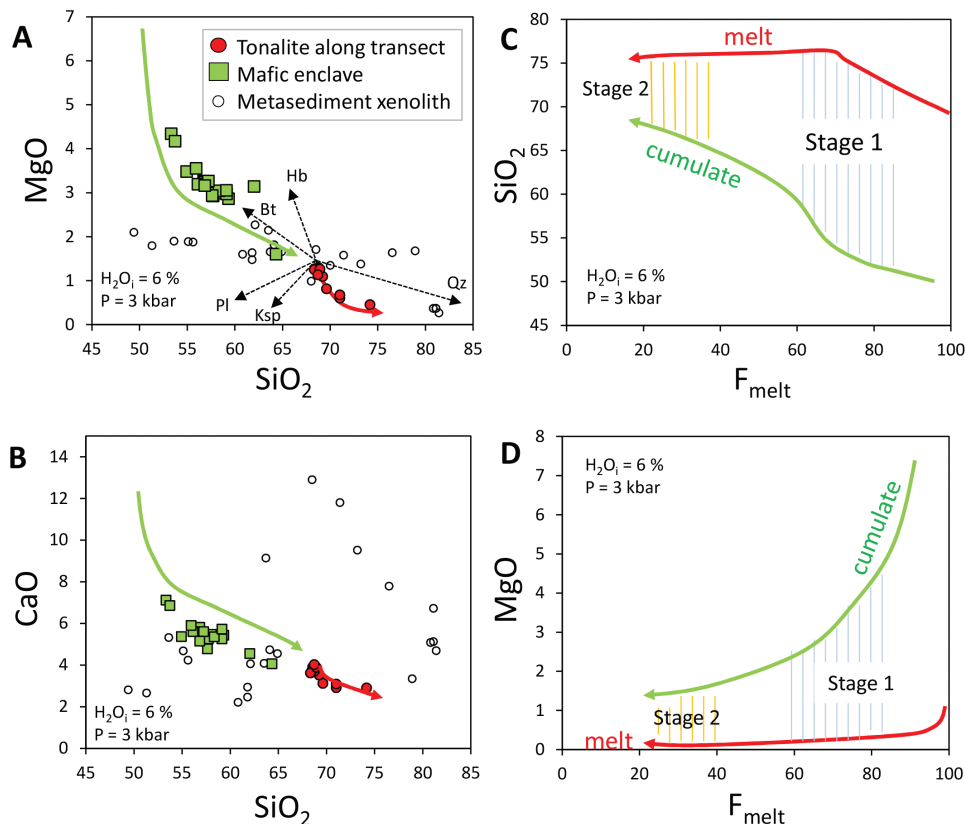 A
MgO
7
6
5
4
3
2
1
0
Tonalite along transect
Mafic enclave
Metasediment xenolith
Hb
Bt
Qz
Pl
Ksp
H₂Oᵢ = 6 %
P = 3 kbar
45 50 55 60 65 70 75 80 85
SiO₂
C
SiO₂
80
75
70
65
60
55
50
45
melt
Stage 2
Stage 1
cumulate
H₂Oᵢ = 6 %
P = 3 kbar
0 20 40 60 80 100
F melt
B
CaO
14
12
10
8
6
4
2
0
H₂Oᵢ = 6 %
P = 3 kbar
45 50 55 60 65 70 75 80 85
SiO₂
D
MgO
8
7
6
5
4
3
2
1
0
H₂Oᵢ = 6 %
P = 3 kbar
cumulate
Stage 1
Stage 2
melt
0 20 40 60 80 100
F melt